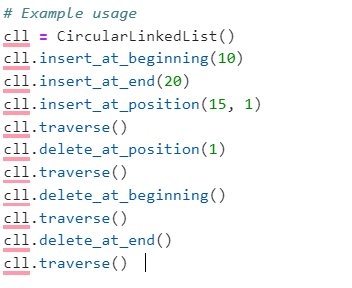 # Example usage
cll = CircularLinkedList()
cll.insert_at_beginning(10)
cll.insert_at_end(20)
cll.insert_at_position(15, 1)
cll.traverse()
cll.delete_at_position(1)
cll.traverse()
cll.delete_at_beginning()
cll.traverse()
cll.delete_at_end()
cll.traverse()